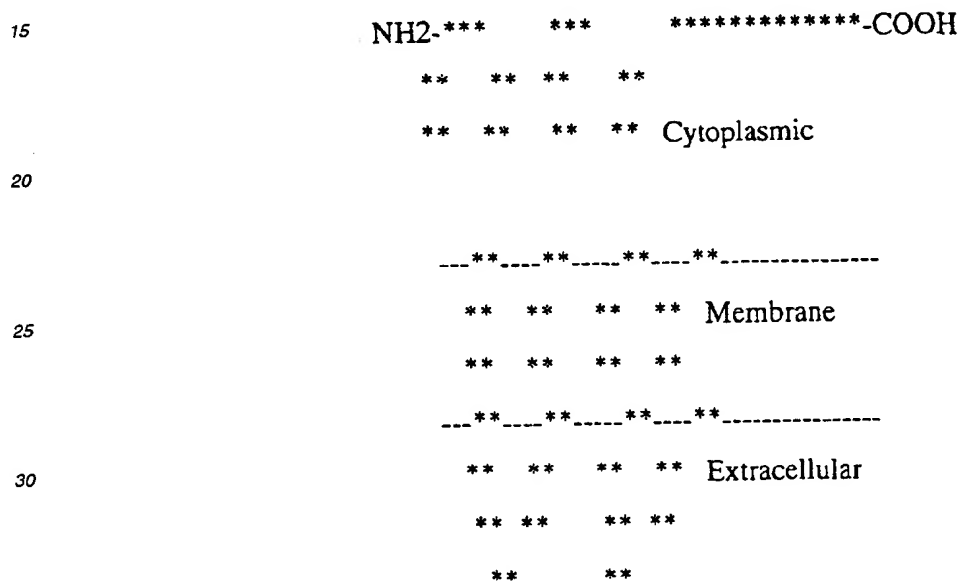 15 NH2-*** *** *************-COOH
** ** ** **
** ** ** ** Cytoplasmic
20
---**----**-----**----**----------------
** ** ** ** Membrane
25
** ** ** **
---**----**-----**----**----------------
30 ** ** ** ** Extracellular
** ** ** **
** **